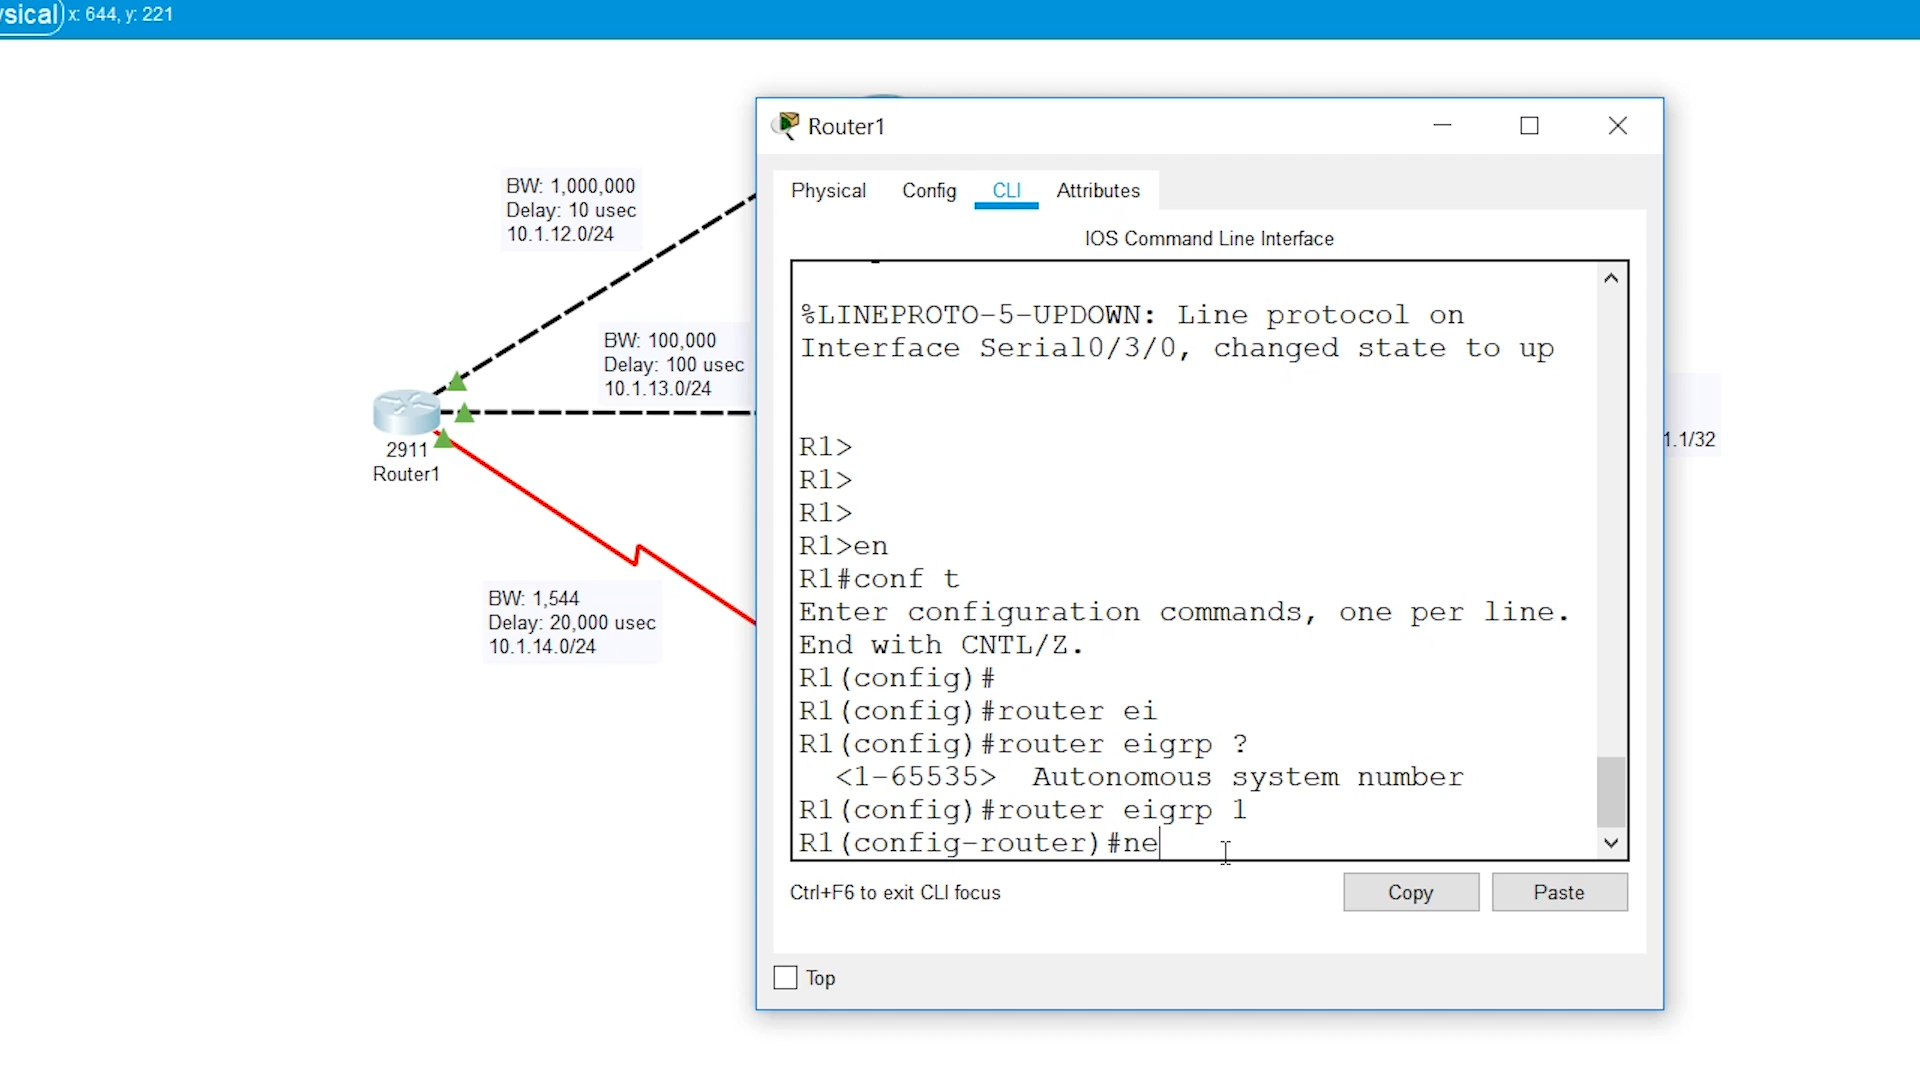 x: 644, y: 221
Router1
Physical
Config
CLI
Attributes
IOS Command Line Interface
%LINEPROTO-5-UPDOWN: Line protocol on
Interface Serial0/3/0, changed state to up
R1>
R1>
R1>
R1>en
R1#conf t
Enter configuration commands, one per line.
End with CNTL/Z.
R1(config)#
R1(config)#router ei
R1(config)#router eigrp ?
<1-65535> Autonomous system number
R1(config)#router eigrp 1
R1(config-router)#ne
Ctrl+F6 to exit CLI focus
Copy
Paste
Top
BW: 1,000,000
Delay: 10 usec
10.1.12.0/24
BW: 100,000
Delay: 100 usec
10.1.13.0/24
2911
Router1
BW: 1,544
Delay: 20,000 usec
10.1.14.0/24
1.1/32